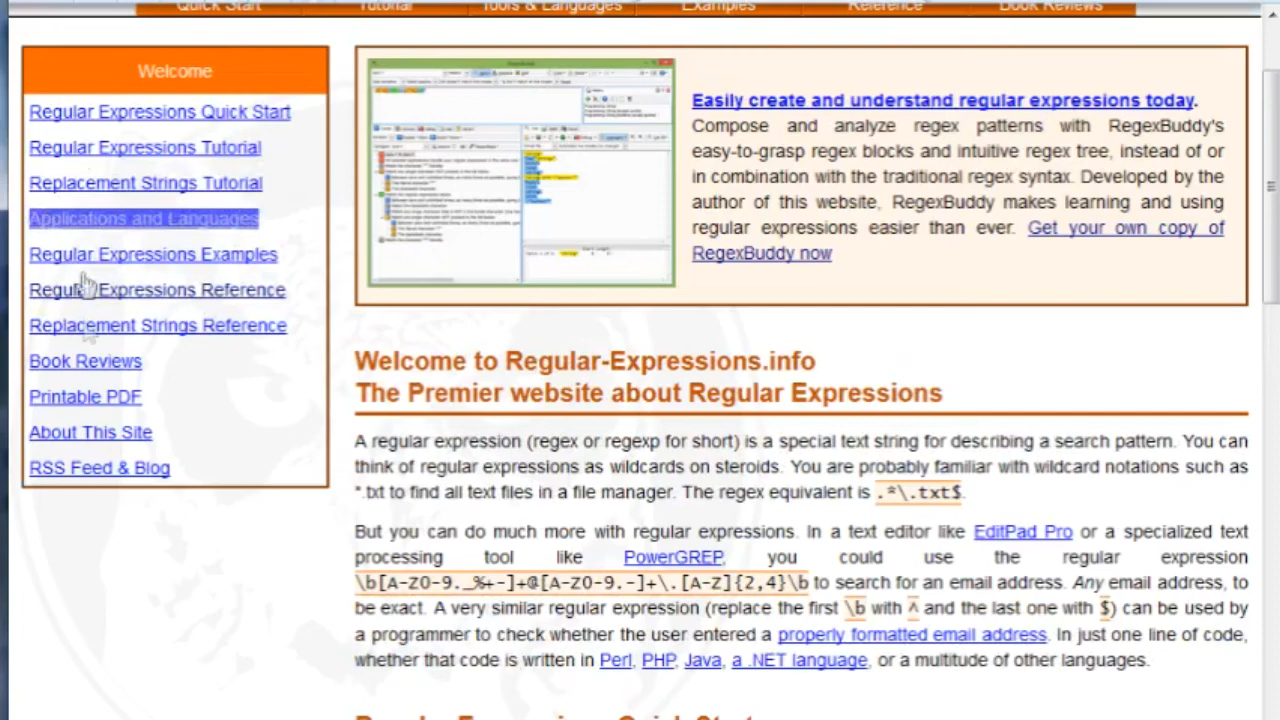 Quick Start Tutorial Tools & Languages Examples Reference Book Reviews
Welcome
Regular Expressions Quick Start
Regular Expressions Tutorial
Replacement Strings Tutorial
Applications and Languages
Regular Expressions Examples
Regular Expressions Reference
Replacement Strings Reference
Book Reviews
Printable PDF
About This Site
RSS Feed & Blog
Easily create and understand regular expressions today.
Compose and analyze regex patterns with RegexBuddy's
easy-to-grasp regex blocks and intuitive regex tree, instead of or
in combination with the traditional regex syntax. Developed by the
author of this website, RegexBuddy makes learning and using
regular expressions easier than ever. Get your own copy of
RegexBuddy now
Welcome to Regular-Expressions.info
The Premier website about Regular Expressions
A regular expression (regex or regexp for short) is a special text string for describing a search pattern. You can
think of regular expressions as wildcards on steroids. You are probably familiar with wildcard notations such as
*.txt to find all text files in a file manager. The regex equivalent is .*\.txt$.
But you can do much more with regular expressions. In a text editor like EditPad Pro or a specialized text
processing tool like PowerGREP, you could use the regular expression
\b[A-Z0-9._%+-]+@[A-Z0-9.-]+\.[A-Z]{2,4}\b to search for an email address. Any email address, to
be exact. A very similar regular expression (replace the first \b with ^ and the last one with $) can be used by
a programmer to check whether the user entered a properly formatted email address. In just one line of code,
whether that code is written in Perl, PHP, Java, a .NET language, or a multitude of other languages.
Regular Expressions Quick Start